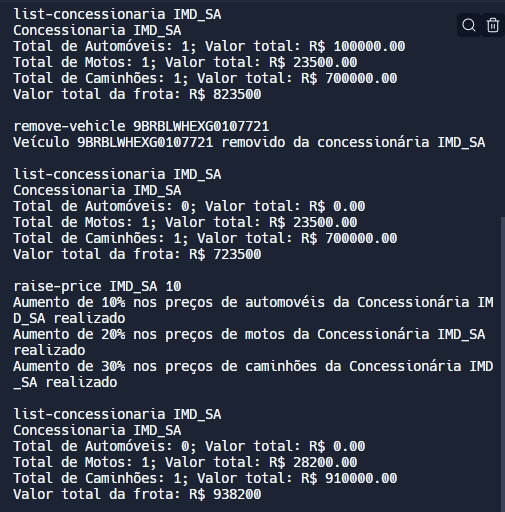 list-concessionaria IMD_SA
Concessionaria IMD_SA
Total de Automóveis: 1; Valor total: R$ 100000.00
Total de Motos: 1; Valor total: R$ 23500.00
Total de Caminhões: 1; Valor total: R$ 700000.00
Valor total da frota: R$ 823500
remove-vehicle 9BRBLWHEXG0107721
Veículo 9BRBLWHEXG0107721 removido da concessionária IMD_SA
list-concessionaria IMD_SA
Concessionaria IMD_SA
Total de Automóveis: 0; Valor total: R$ 0.00
Total de Motos: 1; Valor total: R$ 23500.00
Total de Caminhões: 1; Valor total: R$ 700000.00
Valor total da frota: R$ 723500
raise-price IMD_SA 10
Aumento de 10% nos preços de automovéis da Concessionária IM
D_SA realizado
Aumento de 20% nos preços de motos da Concessionária IMD_SA
realizado
Aumento de 30% nos preços de caminhões da Concessionária IMD
_SA realizado
list-concessionaria IMD_SA
Concessionaria IMD_SA
Total de Automóveis: 0; Valor total: R$ 0.00
Total de Motos: 1; Valor total: R$ 28200.00
Total de Caminhões: 1; Valor total: R$ 910000.00
Valor total da frota: R$ 938200